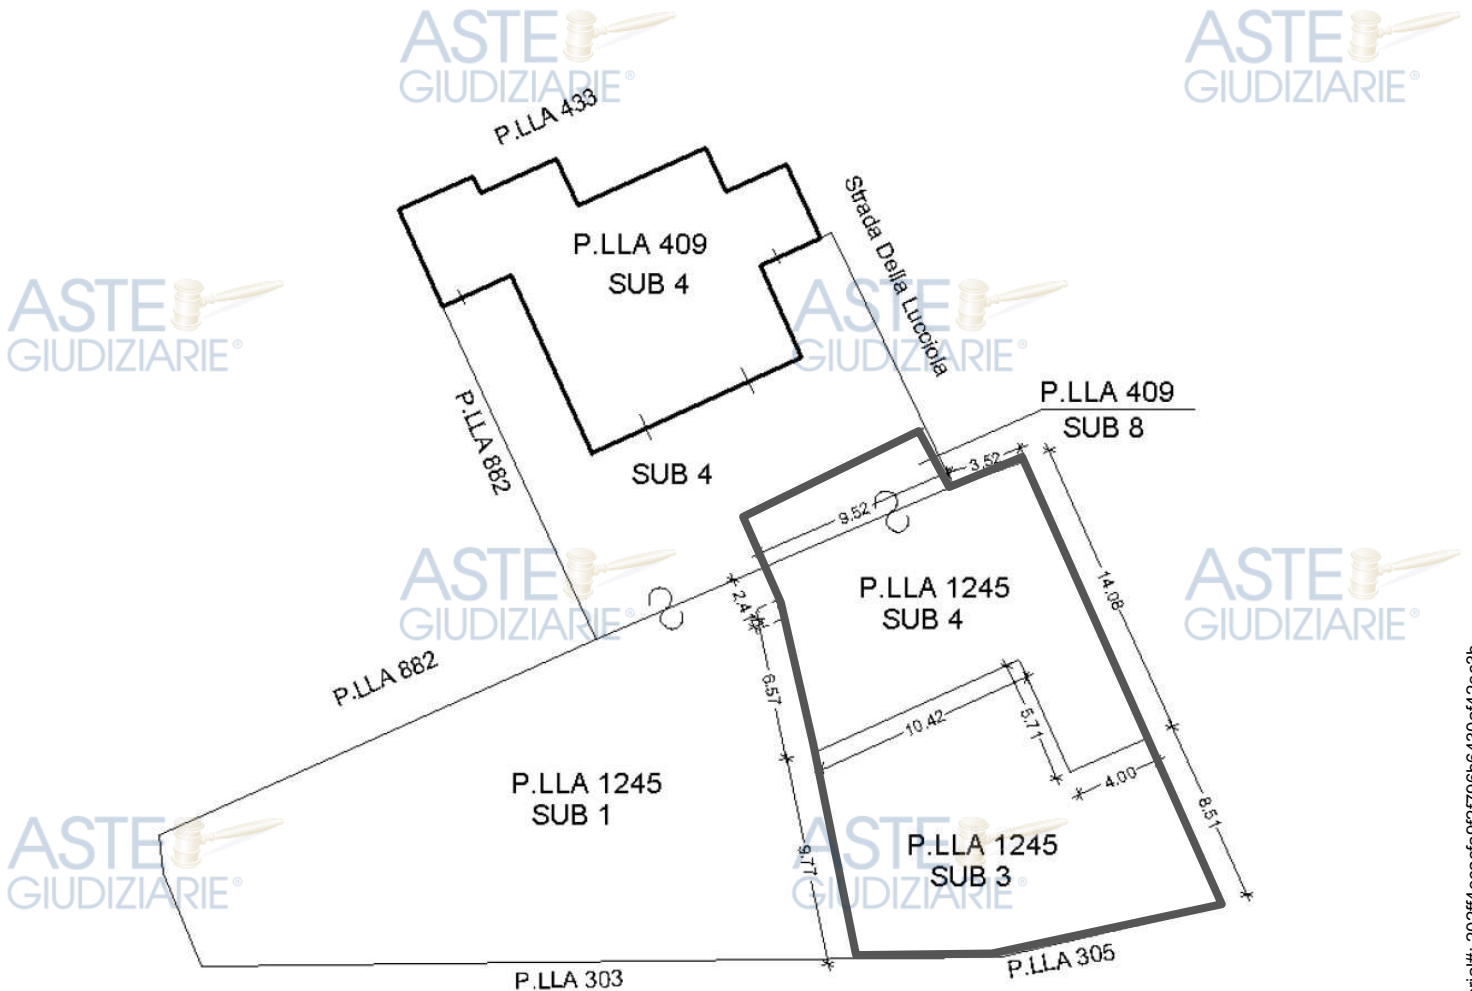 ASTE
GIUDIZIARIE®
ASTE
GIUDIZIARIE®
P.LLA 433
P.LLA 409
SUB 4
Strada Della Lucciola
ASTE
GIUDIZIARIE®
ASTE
GIUDIZIARIE®
P.LLA 882
P.LLA 409
SUB 8
SUB 4
3.52
9.52
ASTE
GIUDIZIARIE®
ASTE
GIUDIZIARIE®
P.LLA 1245
SUB 4
14.08
2.41
P.LLA 882
6.57
10.42
5.71
4.00
P.LLA 1245
SUB 1
8.51
ASTE
GIUDIZIARIE®
ASTE
GIUDIZIARIE®
9.77
P.LLA 1245
SUB 3
P.LLA 305
P.LLA 303